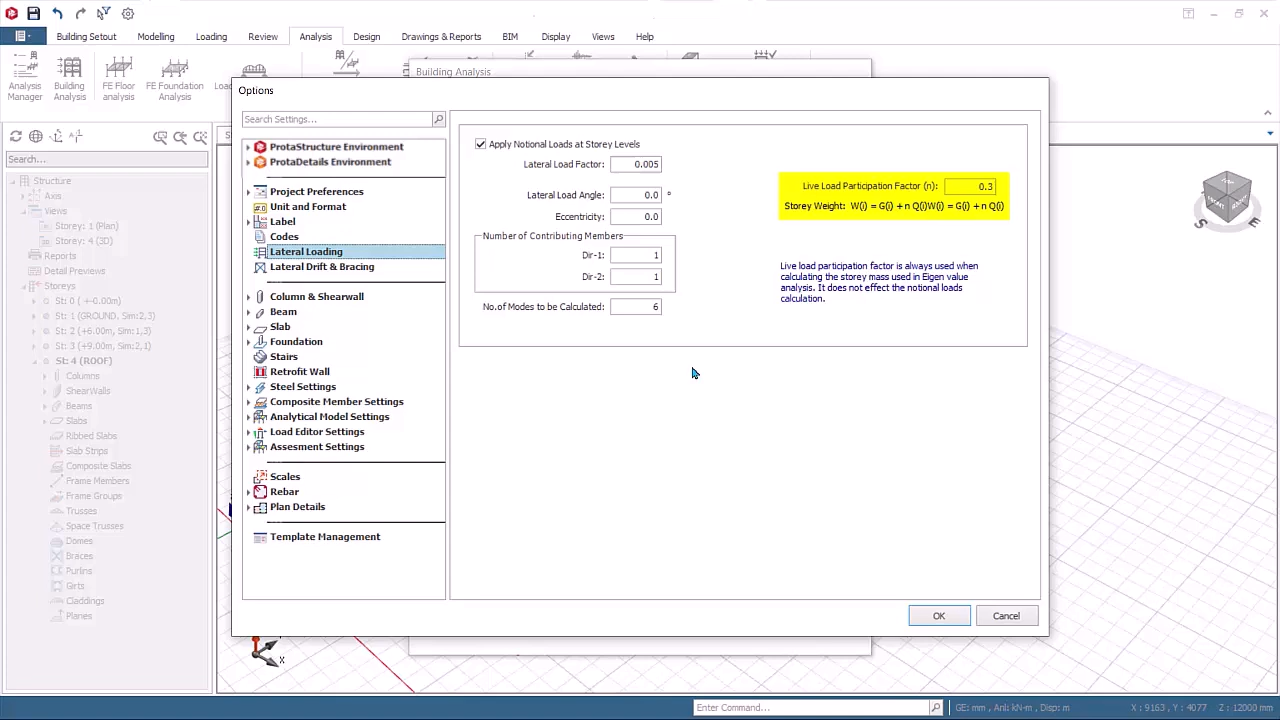 Building Setout
Modelling
Loading
Review
Analysis
Design
Drawings & Reports
BIM
Display
Views
Help
Analysis
Manager
Building
Analysis
FE Floor
analysis
FE Foundation
Analysis
Building Analysis
Options
Search Settings...
ProtaStructure Environment
ProtaDetails Environment
Project Preferences
Unit and Format
Label
Codes
Lateral Loading
Lateral Drift & Bracing
Column & Shearwall
Beam
Slab
Foundation
Stairs
Retrofit Wall
Steel Settings
Composite Member Settings
Analytical Model Settings
Load Editor Settings
Assesment Settings
Scales
Rebar
Plan Details
Template Management
Apply Notional Loads at Storey Levels
Lateral Load Factor: 0.005
Lateral Load Angle: 0.0 °
Eccentricity: 0.0
Number of Contributing Members
Dir-1: 1
Dir-2: 1
No.of Modes to be Calculated: 6
Live Load Participation Factor (n): 0.3
Storey Weight: W(i) = G(i) + n Q(i)W(i) = G(i) + n Q(i)
Live load participation factor is always used when
calculating the storey mass used in Eigen value
analysis. It does not effect the notional loads
calculation.
OK
Cancel
Search...
Structure
Axis
Views
Storey: 1 (Plan)
Storey: 4 (3D)
Reports
Detail Previews
Storeys
St: 0 ( +-0.00m)
St: 1 (GROUND, Sim:2,3)
St: 2 (+6.00m, Sim:1,3)
St: 3 (+9.00m, Sim:2,1)
St: 4 (ROOF)
Columns
ShearWalls
Beams
Slabs
Ribbed Slabs
Slab Strips
Composite Slabs
Frame Members
Frame Groups
Trusses
Space Trusses
Domes
Braces
Purlins
Girts
Claddings
Planes
FRONT
E
X
Enter Command...
GE: mm , Anl: kN-m , Disp: m
X : 9163 , Y : 4077
Z : 12000 mm